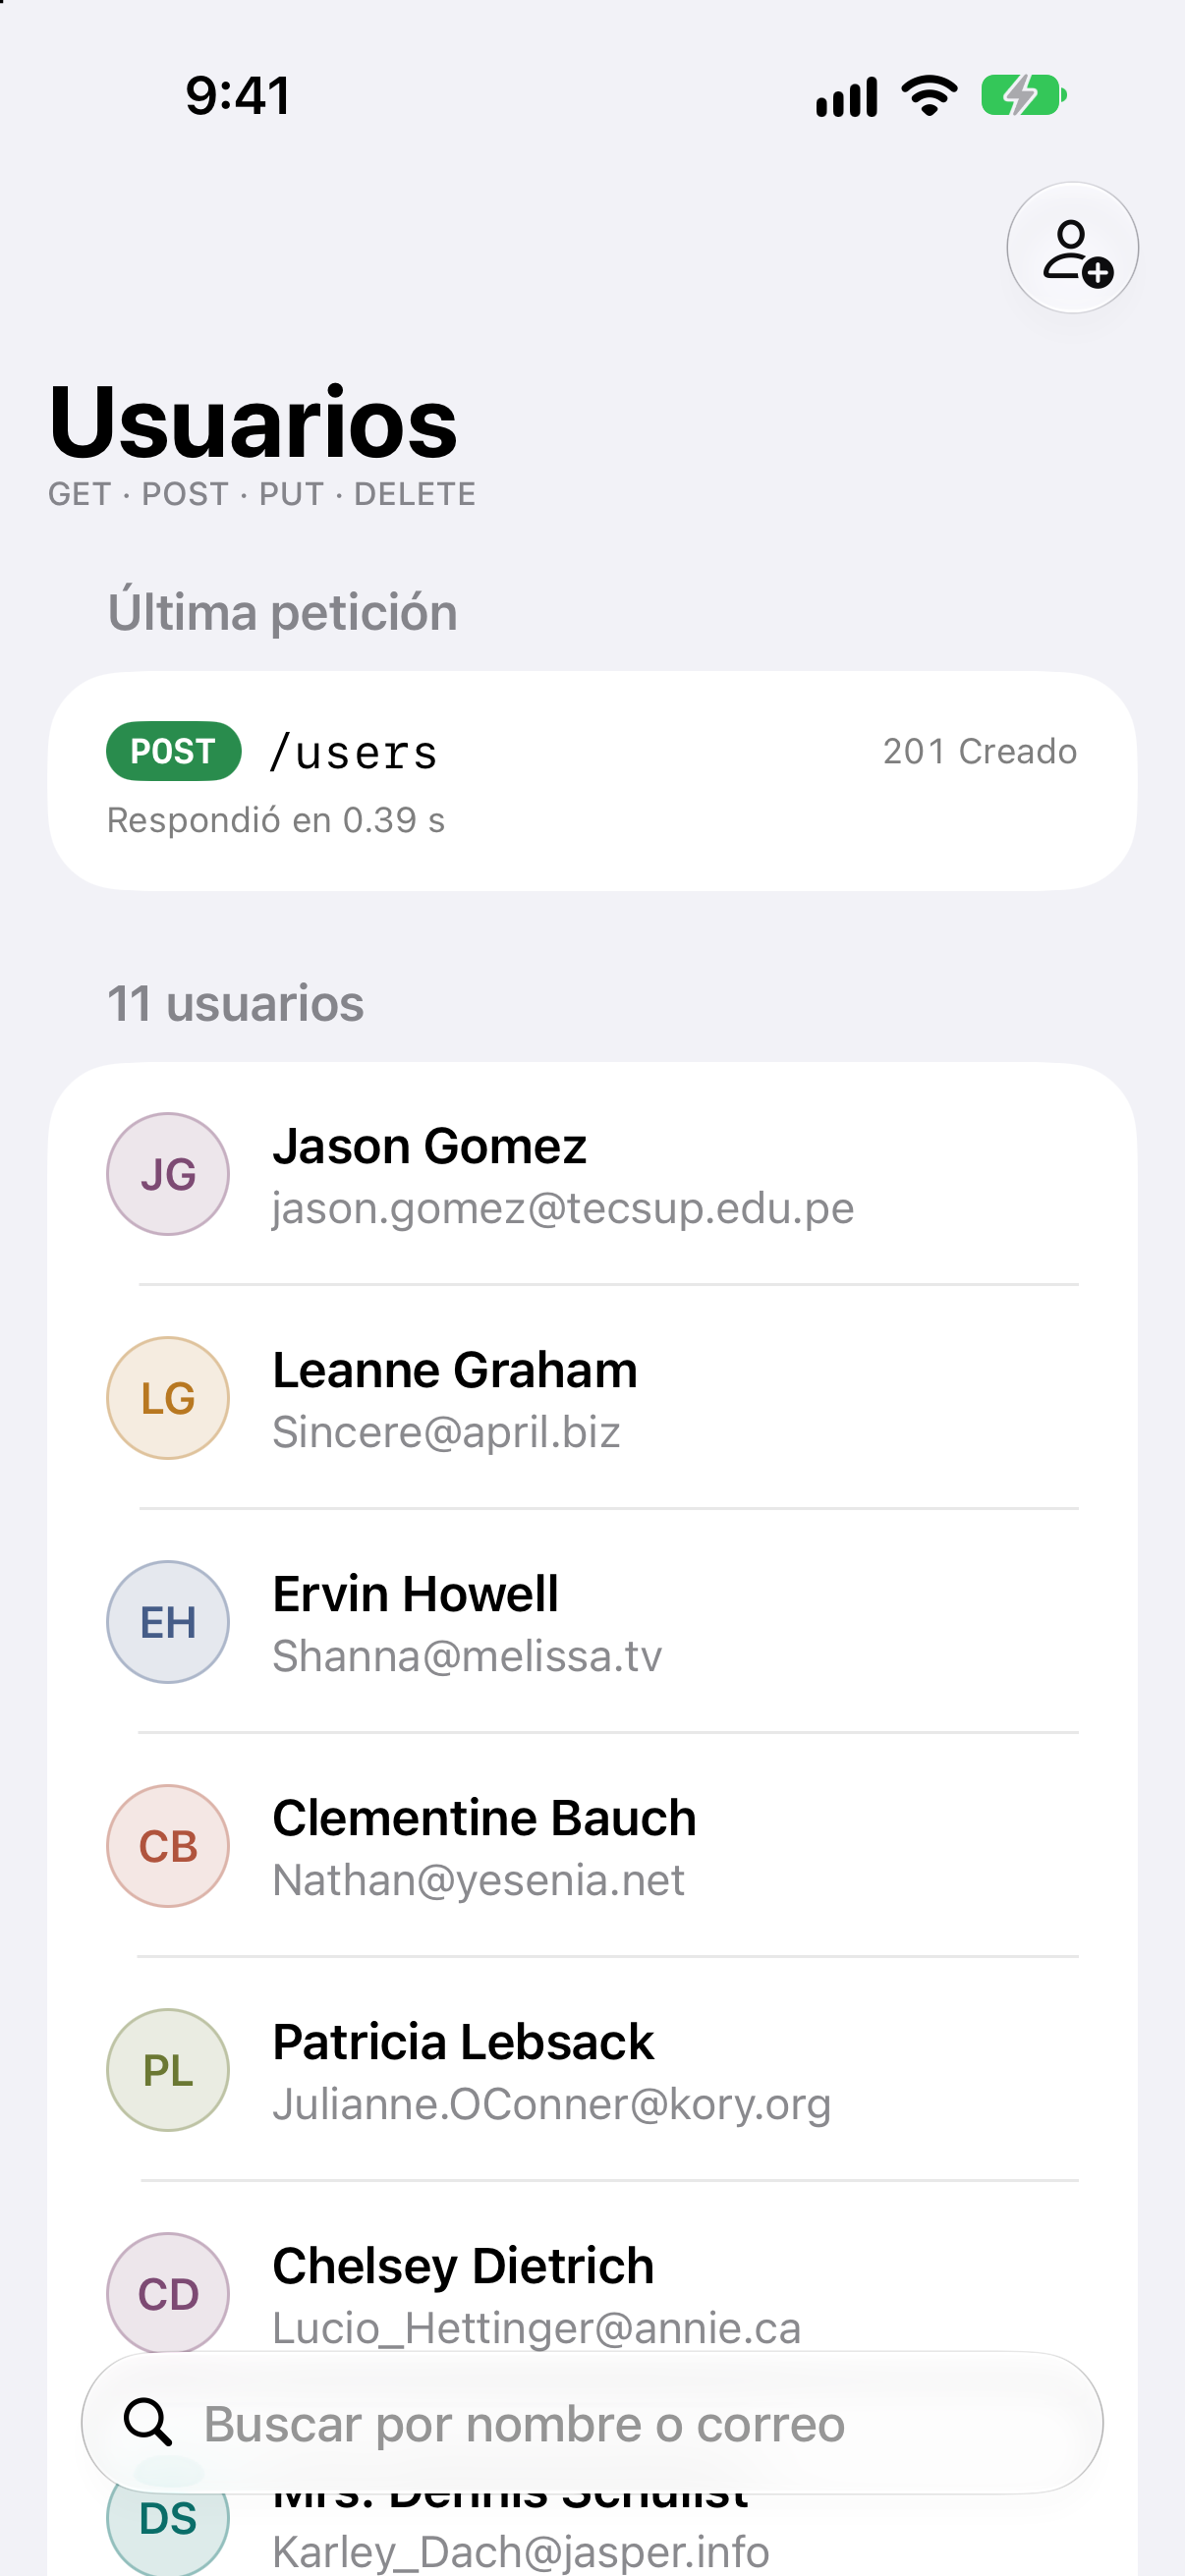 9:41
Usuarios
GET · POST · PUT · DELETE
Última petición
POST /users 201 Creado
Respondió en 0.39 s
11 usuarios
JG Jason Gomez
jason.gomez@tecsup.edu.pe
LG Leanne Graham
Sincere@april.biz
EH Ervin Howell
Shanna@melissa.tv
CB Clementine Bauch
Nathan@yesenia.net
PL Patricia Lebsack
Julianne.OConner@kory.org
CD Chelsey Dietrich
Lucio_Hettinger@annie.ca
Buscar por nombre o correo
DS Mrs. Dennis Schulist
Karley_Dach@jasper.info